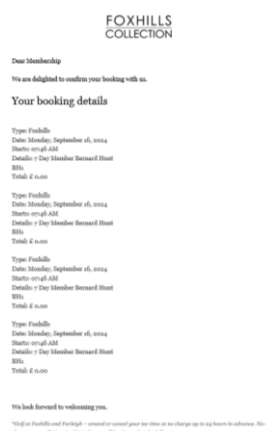 FOXHILLS
COLLECTION
Dear Membership
We are delighted to confirm your booking with us.
Your booking details
Type: Foxhills
Date: Monday, September 16, 2024
Starts: 07:46 AM
Details: 7 Day Member Bernard Hunt
BH1
Total: £ 0.00
Type: Foxhills
Date: Monday, September 16, 2024
Starts: 07:46 AM
Details: 7 Day Member Bernard Hunt
BH1
Total: £ 0.00
Type: Foxhills
Date: Monday, September 16, 2024
Starts: 07:46 AM
Details: 7 Day Member Bernard Hunt
BH1
Total: £ 0.00
Type: Foxhills
Date: Monday, September 16, 2024
Starts: 07:46 AM
Details: 7 Day Member Bernard Hunt
BH1
Total: £ 0.00
We look forward to welcoming you.
*Golf at Foxhills and Farleigh – amend or cancel your tee time at no charge up to 24 hours in advance. No-